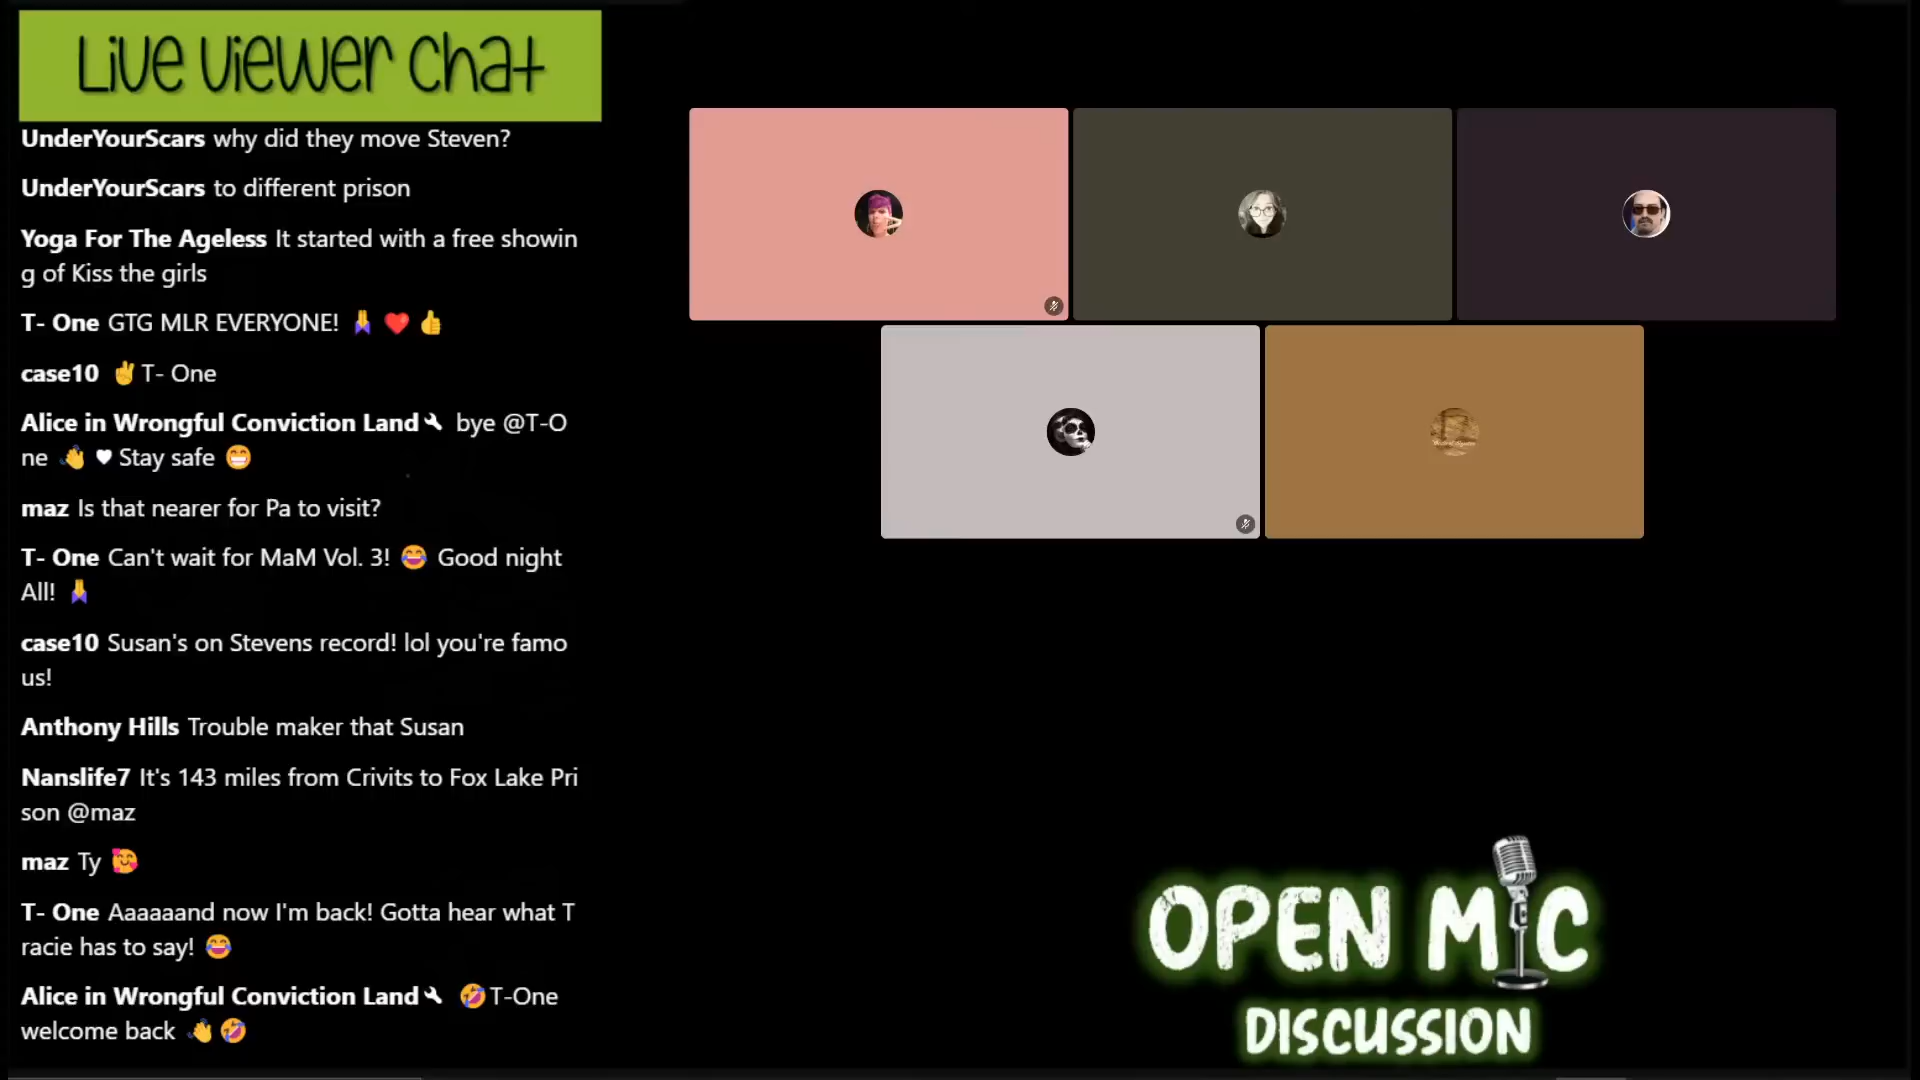 Live Viewer Chat
UnderYourScars why did they move Steven?
UnderYourScars to different prison
Yoga For The Ageless It started with a free showin
g of Kiss the girls
T- One GTG MLR EVERYONE! 🙏 ❤️ 👍
case10 ✌️T- One
Alice in Wrongful Conviction Land bye @T-O
ne 👋 ♥ Stay safe 😁
maz Is that nearer for Pa to visit?
T- One Can't wait for MaM Vol. 3! 😂 Good night
All! 🙏
case10 Susan's on Stevens record! lol you're famo
us!
Anthony Hills Trouble maker that Susan
Nanslife7 It's 143 miles from Crivits to Fox Lake Pri
son @maz
maz Ty 🥰
T- One Aaaaaand now I'm back! Gotta hear what T
racie has to say! 😂
Alice in Wrongful Conviction Land 🤣T-One
welcome back 👋🤣
OPEN MIC
DISCUSSION